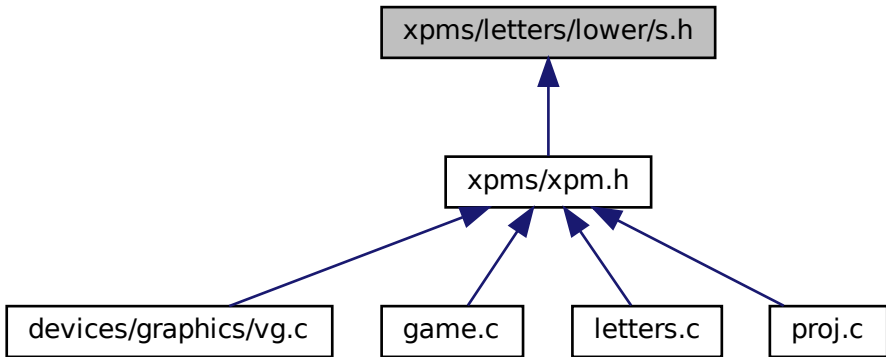 xpms/letters/lower/s.h
xpms/xpm.h
devices/graphics/vg.c
game.c
letters.c
proj.c